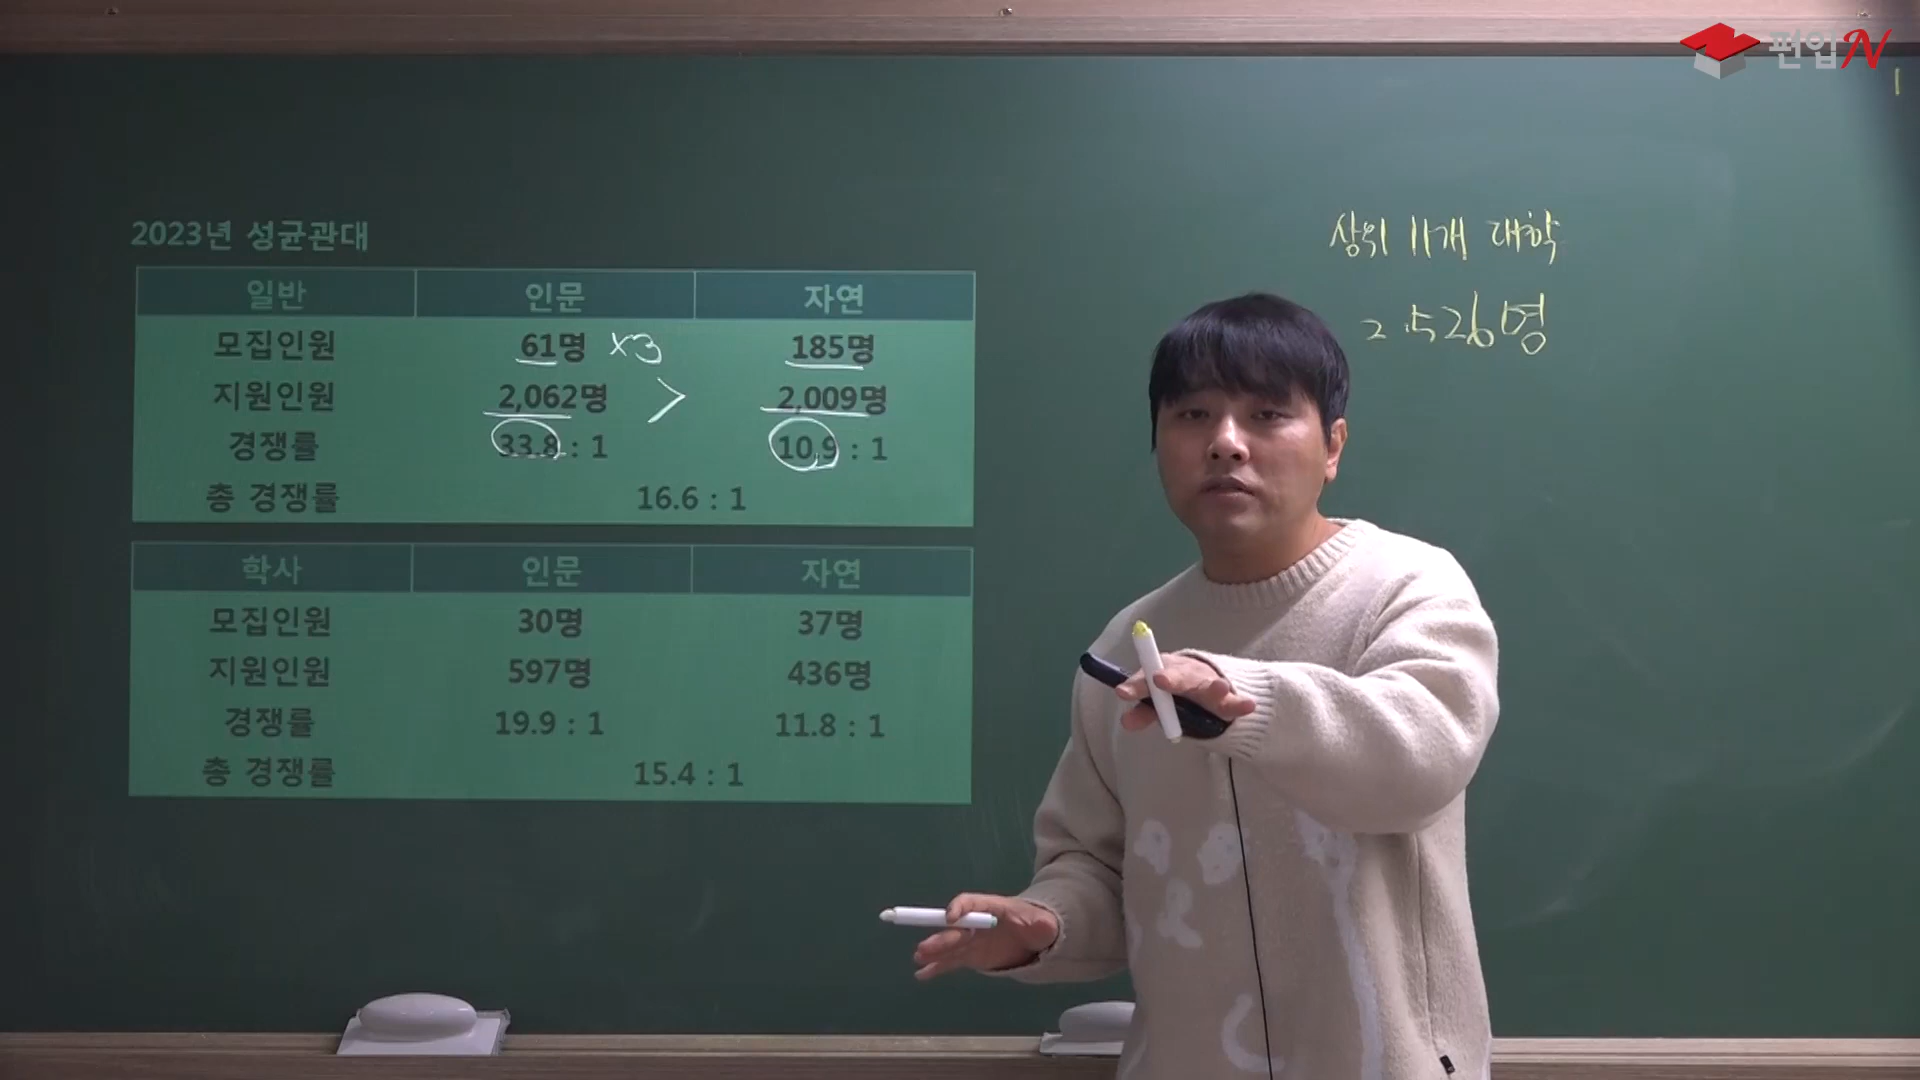 편입N
2023년 성균관대
일반 인문 자연
모집인원 61명 x3 185명
지원인원 2,062명 > 2,009명
경쟁률 33.8 : 1 10.9 : 1
총 경쟁률 16.6 : 1
학사 인문 자연
모집인원 30명 37명
지원인원 597명 436명
경쟁률 19.9 : 1 11.8 : 1
총 경쟁률 15.4 : 1
상위 11개 대학
2.526명